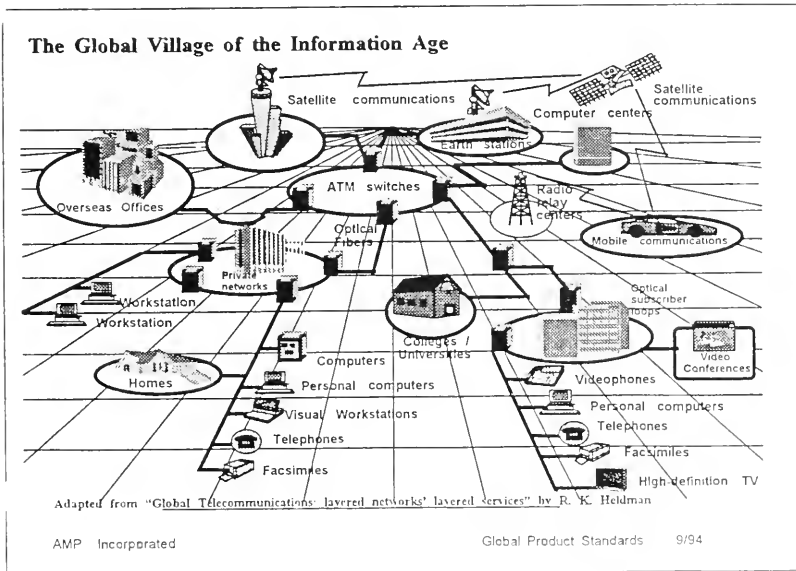 The Global Village of the Information Age
Satellite communications
Satellite
communications
Computer centers
Earth stations
Overseas Offices
ATM switches
Radio
relay
centers
Optical
Fibers
Mobile communications
Private
networks
Optical
subscriber
loops
Workstation
Workstation
Colleges /
Universities
Video
Conferences
Homes
Computers
Videophones
Personal computers
Personal computers
Visual Workstations
Telephones
Telephones
Facsimiles
Facsimiles
High-definition TV
Adapted from "Global Telecommunications: layered networks' layered services" by R. K. Heldman
AMP Incorporated
Global Product Standards 9/94